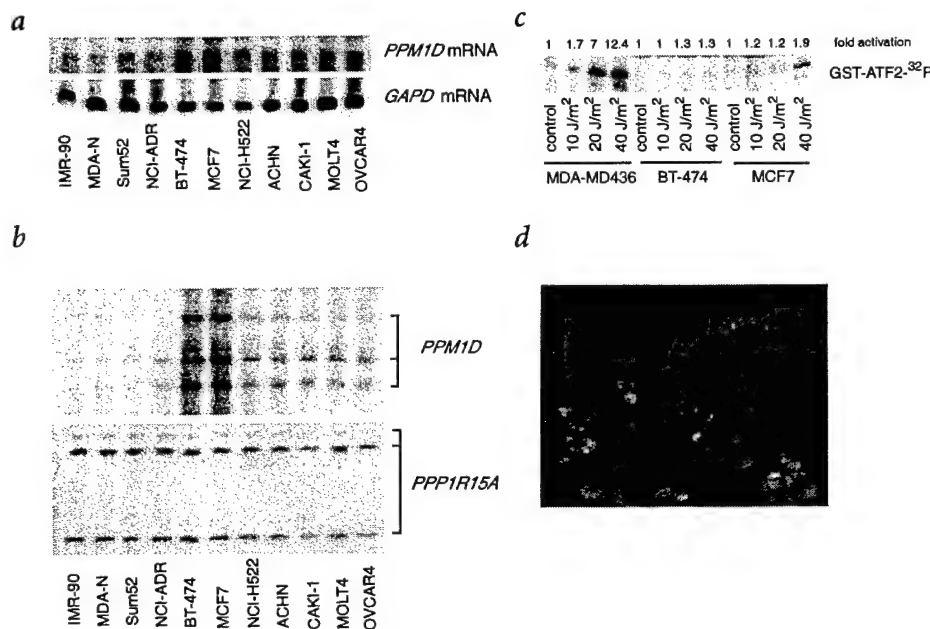 a
PPM1D mRNA
GAPD mRNA
IMR-90
MDA-N
Sum52
NCI-ADR
BT-474
MCF7
NCI-H522
ACHN
CAKI-1
MOLT4
OVCAR4
c
1 1.7 7 12.4 1 1 1.3 1.3 1 1.2 1.2 1.9 fold activation
GST-ATF2-³²P
control
10 J/m²
20 J/m²
40 J/m²
control
10 J/m²
20 J/m²
40 J/m²
control
10 J/m²
20 J/m²
40 J/m²
MDA-MD436 BT-474 MCF7
b
PPM1D
PPP1R15A
IMR-90
MDA-N
Sum52
NCI-ADR
BT-474
MCF7
NCI-H522
ACHN
CAKI-1
MOLT4
OVCAR4
d